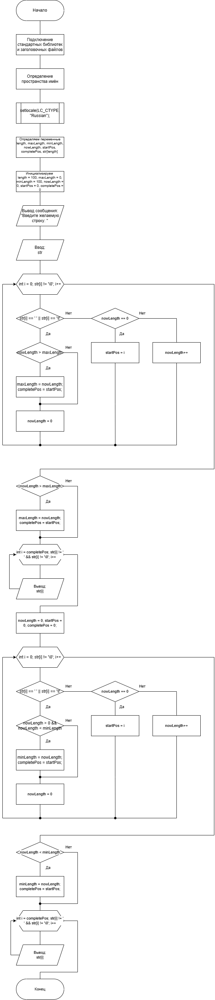 Начало
Подключение
стандартных библиотек
и заголовочных файлов
Определение
пространства имён
setlocale(LC_CTYPE,
"Russian");
Определяем переменные
length, maxLength, minLength,
nowLength, startPos,
completePos, str[length]
Инициализируем
length = 100, maxLength = 0,
minLength = 100, nowLength =
0, startPos = 0, completePos =
0
Вывод сообщения:
"Введите желаемую
строку: "
Ввод:
str
int i = 0; str[i] != '\0'; i++
str[i] == ' ' || str[i] == '\t'
Нет
nowLength == 0
Нет
Да
Да
nowLength > maxLength
Нет
startPos = i
nowLength++
Да
maxLength = nowLength;
completePos = startPos;
nowLength = 0
(nowLength > maxLength
Нет
Да
maxLength = nowLength;
completePos = startPos;
int i = completePos; str[i] != '
' && str[i] != '\0'; i++
Вывод:
str[i]
nowLength = 0, startPos =
0, completePos = 0;
int i = 0; str[i] != '\0'; i++
str[i] == ' ' || str[i] == '\t'
Нет
nowLength == 0
Нет
Да
Да
nowLength > 0 &&
nowLength < minLength
Нет
startPos = i
nowLength++
Да
minLength = nowLength;
completePos = startPos;
nowLength = 0
nowLength < minLength
Нет
Да
minLength = nowLength;
completePos = startPos;
int i = completePos; str[i] != '
' && str[i] != '\0'; i++
Вывод:
str[i]
Конец